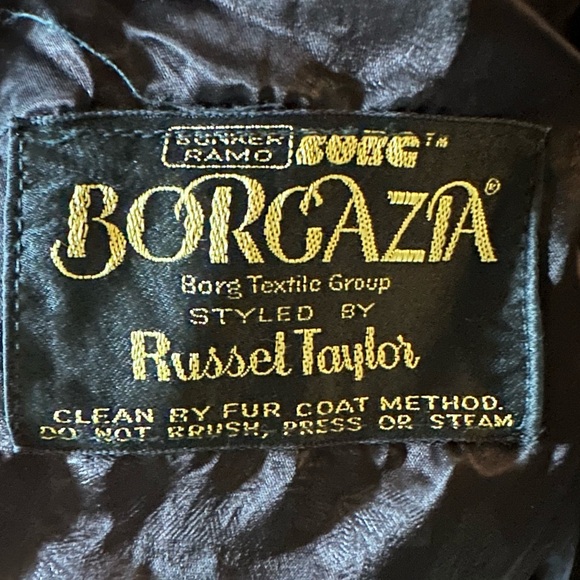 BUNKER RAMO BORG™
BORGAZIA®
Borg Textile Group
STYLED BY
Russel Taylor
CLEAN BY FUR COAT METHOD.
DO NOT BRUSH, PRESS OR STEAM